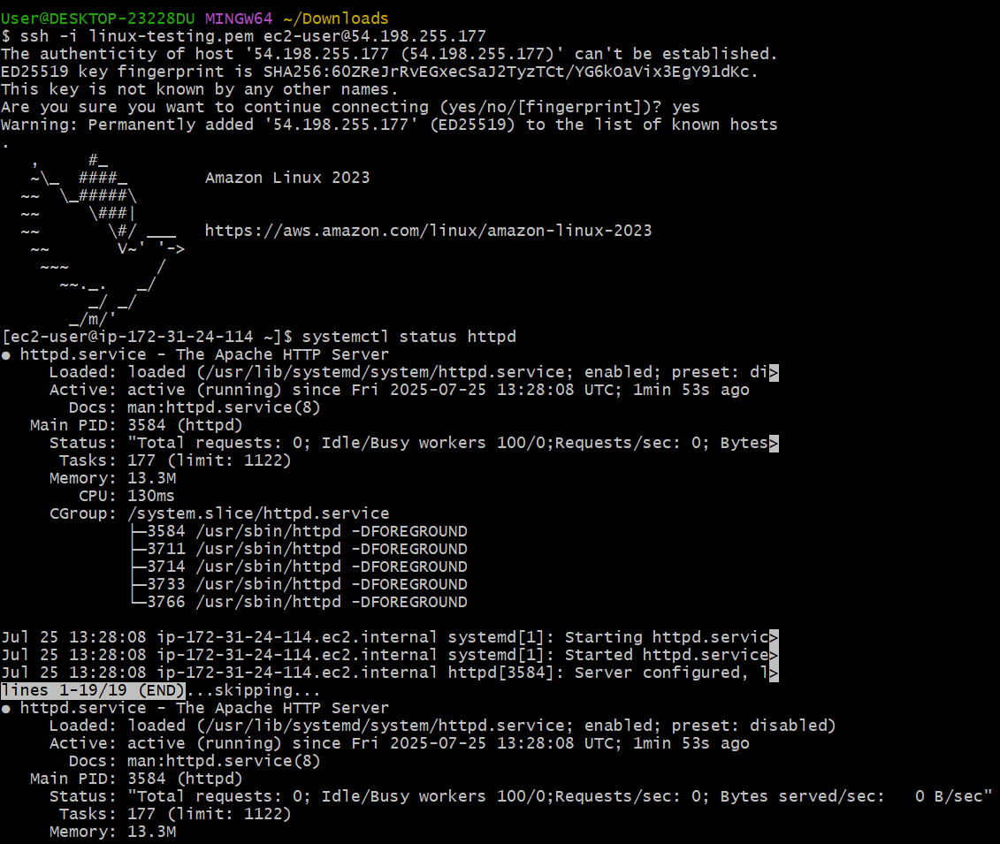 User@DESKTOP-23228DU MINGW64 ~/Downloads
$ ssh -i linux-testing.pem ec2-user@54.198.255.177
The authenticity of host '54.198.255.177 (54.198.255.177)' can't be established.
ED25519 key fingerprint is SHA256:6OZReJrRvEGxecSaJ2TyzTCt/YG6kOaVix3EgY91dKc.
This key is not known by any other names.
Are you sure you want to continue connecting (yes/no/[fingerprint])? yes
Warning: Permanently added '54.198.255.177' (ED25519) to the list of known hosts
.
   ,     #_
   ~\_  ####_        Amazon Linux 2023
  ~~  \_#####\
  ~~     \###|
  ~~       \#/ ___   https://aws.amazon.com/linux/amazon-linux-2023
   ~~       V~' '->
    ~~~         /
      ~~._.   _/
         _/ _/
       _/m/'
[ec2-user@ip-172-31-24-114 ~]$ systemctl status httpd
● httpd.service - The Apache HTTP Server
     Loaded: loaded (/usr/lib/systemd/system/httpd.service; enabled; preset: di>
     Active: active (running) since Fri 2025-07-25 13:28:08 UTC; 1min 53s ago
       Docs: man:httpd.service(8)
   Main PID: 3584 (httpd)
     Status: "Total requests: 0; Idle/Busy workers 100/0;Requests/sec: 0; Bytes>
      Tasks: 177 (limit: 1122)
     Memory: 13.3M
        CPU: 130ms
     CGroup: /system.slice/httpd.service
             ├─3584 /usr/sbin/httpd -DFOREGROUND
             ├─3711 /usr/sbin/httpd -DFOREGROUND
             ├─3714 /usr/sbin/httpd -DFOREGROUND
             ├─3733 /usr/sbin/httpd -DFOREGROUND
             └─3766 /usr/sbin/httpd -DFOREGROUND

Jul 25 13:28:08 ip-172-31-24-114.ec2.internal systemd[1]: Starting httpd.servic>
Jul 25 13:28:08 ip-172-31-24-114.ec2.internal systemd[1]: Started httpd.service>
Jul 25 13:28:08 ip-172-31-24-114.ec2.internal httpd[3584]: Server configured, l>
lines 1-19/19 (END)...skipping...
● httpd.service - The Apache HTTP Server
     Loaded: loaded (/usr/lib/systemd/system/httpd.service; enabled; preset: disabled)
     Active: active (running) since Fri 2025-07-25 13:28:08 UTC; 1min 53s ago
       Docs: man:httpd.service(8)
   Main PID: 3584 (httpd)
     Status: "Total requests: 0; Idle/Busy workers 100/0;Requests/sec: 0; Bytes served/sec:   0 B/sec"
      Tasks: 177 (limit: 1122)
     Memory: 13.3M